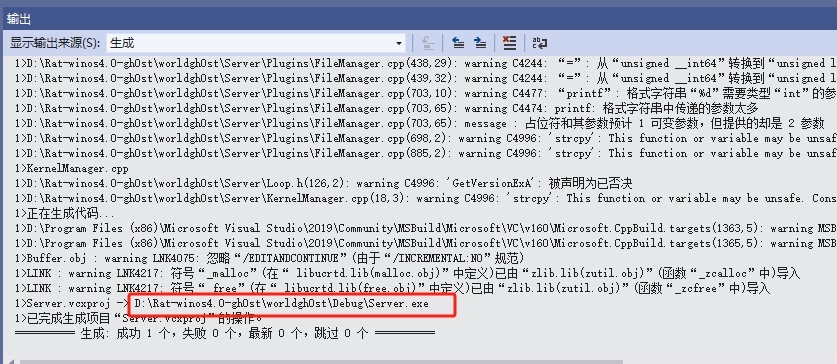 输出
显示输出来源(S): 生成
1>D:\Rat-winos4.0-gh0st\worldgh0st\Server\Plugins\FileManager.cpp(438,29): warning C4244: “=”: 从“unsigned __int64”转换到“unsigned l
1>D:\Rat-winos4.0-gh0st\worldgh0st\Server\Plugins\FileManager.cpp(439,32): warning C4244: “=”: 从“unsigned __int64”转换到“unsigned l
1>D:\Rat-winos4.0-gh0st\worldgh0st\Server\Plugins\FileManager.cpp(703,10): warning C4477: “printf”: 格式字符串“%d”需要类型“int”的参
1>D:\Rat-winos4.0-gh0st\worldgh0st\Server\Plugins\FileManager.cpp(703,65): warning C4474: printf: 格式字符串中传递的参数太多
1>D:\Rat-winos4.0-gh0st\worldgh0st\Server\Plugins\FileManager.cpp(703,65): message : 占位符和其参数预计 1 可变参数，但提供的却是 2 参数
1>D:\Rat-winos4.0-gh0st\worldgh0st\Server\Plugins\FileManager.cpp(698,2): warning C4996: 'strcpy': This function or variable may be unsaf
1>D:\Rat-winos4.0-gh0st\worldgh0st\Server\Plugins\FileManager.cpp(885,2): warning C4996: 'strcpy': This function or variable may be unsaf
1>KernelManager.cpp
1>D:\Rat-winos4.0-gh0st\worldgh0st\Server\Loop.h(126,2): warning C4996: 'GetVersionExA': 被声明为已否决
1>D:\Rat-winos4.0-gh0st\worldgh0st\Server\KernelManager.cpp(18,3): warning C4996: 'strcpy': This function or variable may be unsafe. Cons
1>正在生成代码...
1>D:\Program Files (x86)\Microsoft Visual Studio\2019\Community\MSBuild\Microsoft\VC\v160\Microsoft.CppBuild.targets(1363,5): warning MSB
1>D:\Program Files (x86)\Microsoft Visual Studio\2019\Community\MSBuild\Microsoft\VC\v160\Microsoft.CppBuild.targets(1365,5): warning MSB
1>Buffer.obj : warning LNK4075: 忽略“/EDITANDCONTINUE”(由于“/INCREMENTAL:NO”规范)
1>LINK : warning LNK4217: 符号“_malloc”(在“ libucrtd.lib(malloc.obj)”中定义)已由“zlib.lib(zutil.obj)”(函数“_zcalloc”中)导入
1>LINK : warning LNK4217: 符号“_free”(在“ libucrtd.lib(free.obj)”中定义)已由“zlib.lib(zutil.obj)”(函数“_zcfree”中)导入
1>Server.vcxproj -> D:\Rat-winos4.0-gh0st\worldgh0st\Debug\Server.exe
1>已完成生成项目“Server.vcxproj”的操作。
========== 生成: 成功 1 个，失败 0 个，最新 0 个，跳过 0 个 ==========